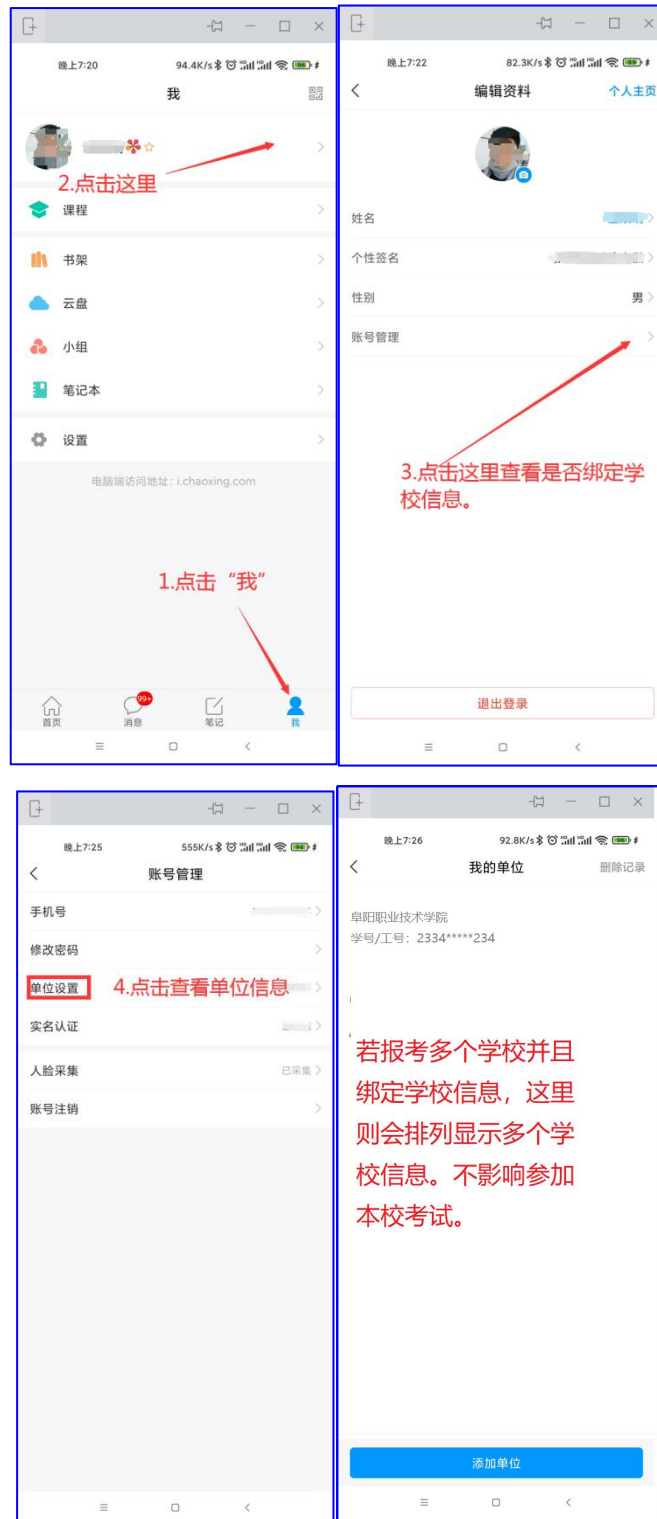 晚上7:20
94.4K/s
我
2.点击这里
课程
书架
云盘
小组
笔记本
设置
电脑端访问地址：i.chaoxing.com
1.点击“我”
99+
首页
消息
笔记
我
晚上7:22
82.3K/s
编辑资料
个人主页
姓名
个性签名
性别
男
账号管理
3.点击这里查看是否绑定学
校信息。
退出登录
晚上7:25
555K/s
账号管理
手机号
修改密码
单位设置
4.点击查看单位信息
实名认证
人脸采集
已采集
账号注销
晚上7:26
92.8K/s
我的单位
删除记录
阜阳职业技术学院
学号/工号：2334*****234
若报考多个学校并且
绑定学校信息，这里
则会排列显示多个学
校信息。不影响参加
本校考试。
添加单位